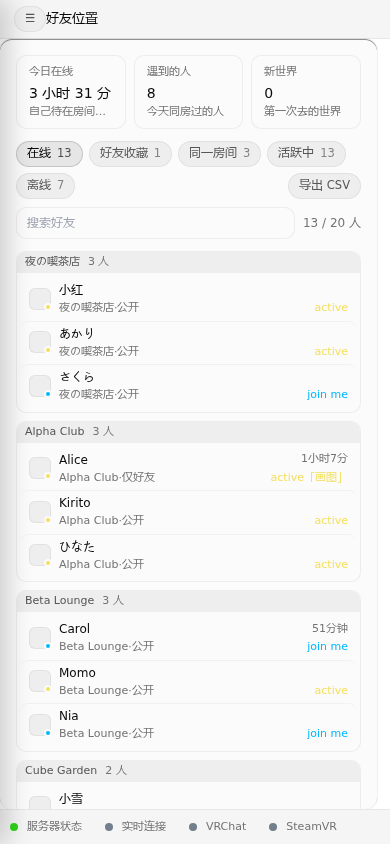 ☰ 好友位置
今日在线 遇到的人 新世界
3 小时 31 分 8 0
自己待在房间... 今天同房过的人 第一次去的世界
在线 13 好友收藏 1 同一房间 3 活跃中 13
离线 7 导出 CSV
搜索好友 13 / 20 人
夜の喫茶店 3 人
小红
夜の喫茶店·公开 active
あかり
夜の喫茶店·公开 active
さくら
夜の喫茶店·公开 join me
Alpha Club 3 人
Alice 1小时7分
Alpha Club·仅好友 active「画图」
Kirito
Alpha Club·公开 active
ひなた
Alpha Club·公开 active
Beta Lounge 3 人
Carol 51分钟
Beta Lounge·公开 join me
Momo
Beta Lounge·公开 active
Nia
Beta Lounge·公开 join me
Cube Garden 2 人
小雪
服务器状态 实时连接 VRChat SteamVR